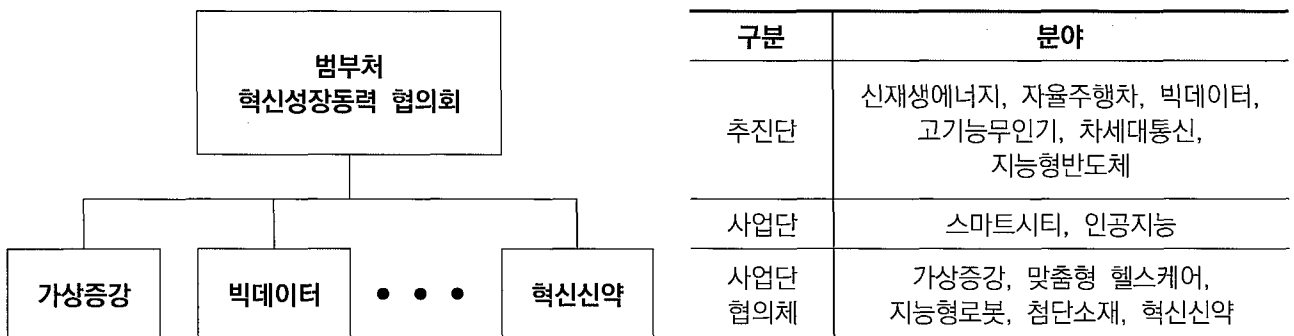 범부처
혁신성장동력 협의회
가상증강
빅데이터
혁신신약
구분 분야
추진단
신재생에너지, 자율주행차, 빅데이터,
고기능무인기, 차세대통신,
지능형반도체
사업단 스마트시티, 인공지능
사업단
협의체
가상증강, 맞춤형 헬스케어,
지능형로봇, 첨단소재, 혁신신약